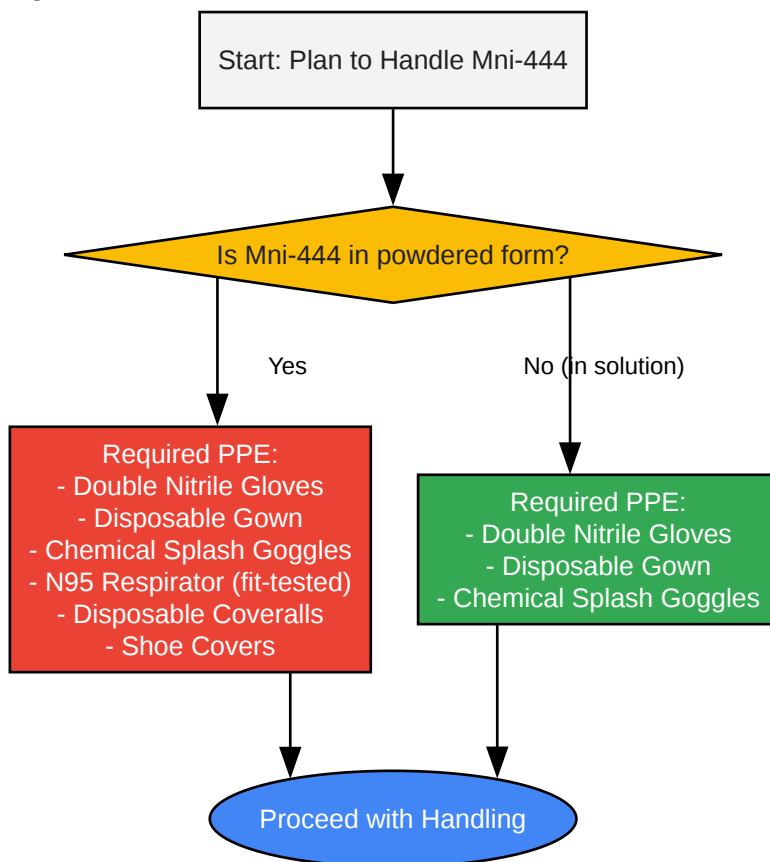 Start: Plan to Handle Mni-444
Is Mni-444 in powdered form?
Yes
No (in solution)
Required PPE:
- Double Nitrile Gloves
- Disposable Gown
- Chemical Splash Goggles
- N95 Respirator (fit-tested)
- Disposable Coveralls
- Shoe Covers
Required PPE:
- Double Nitrile Gloves
- Disposable Gown
- Chemical Splash Goggles
Proceed with Handling